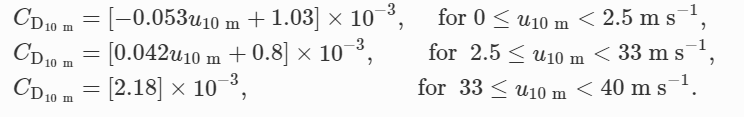 C_{D_{10 m}} = [−0.053u_{10 m} + 1.03] × 10^{−3}, for 0 ≤ u_{10 m} < 2.5 m s^{−1},
C_{D_{10 m}} = [0.042u_{10 m} + 0.8] × 10^{−3}, for 2.5 ≤ u_{10 m} < 33 m s^{−1},
C_{D_{10 m}} = [2.18] × 10^{−3}, for 33 ≤ u_{10 m} < 40 m s^{−1}.